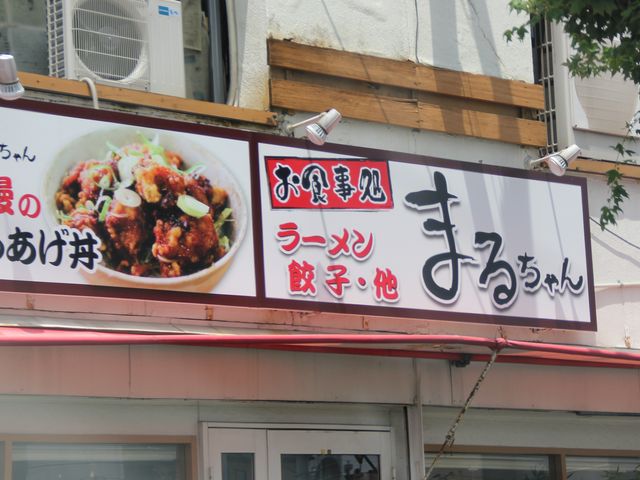 ちゃん
慢の
あげ丼
お食事処
ラーメン
餃子・他
まるちゃん